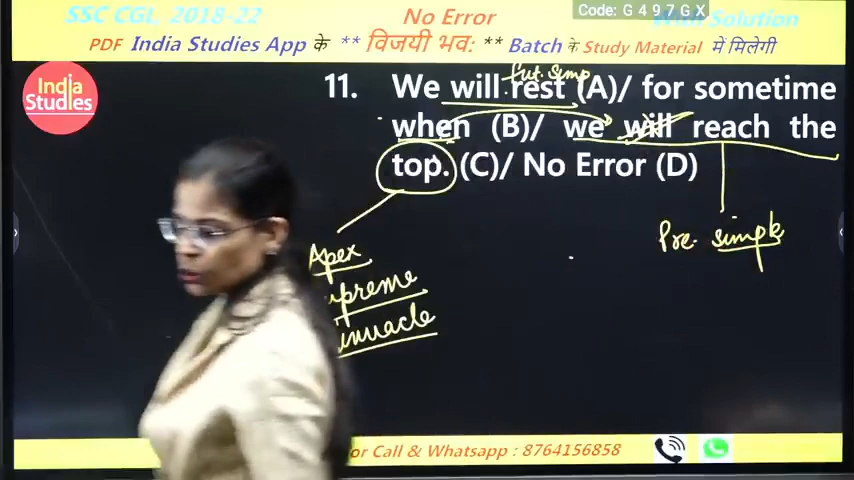 SSC CGL, 2018-22
No Error
Code: G 4 9 7 G X
With Solution
PDF India Studies App के ** विजयी भव: ** Batch के Study Material में मिलेगी
India
Studies
fut. Simp
11. We will rest (A)/ for sometime
when (B)/ we will reach the
top. (C)/ No Error (D)
Pre. simple
Apex
upreme
innacle
or Call & Whatsapp : 8764156858